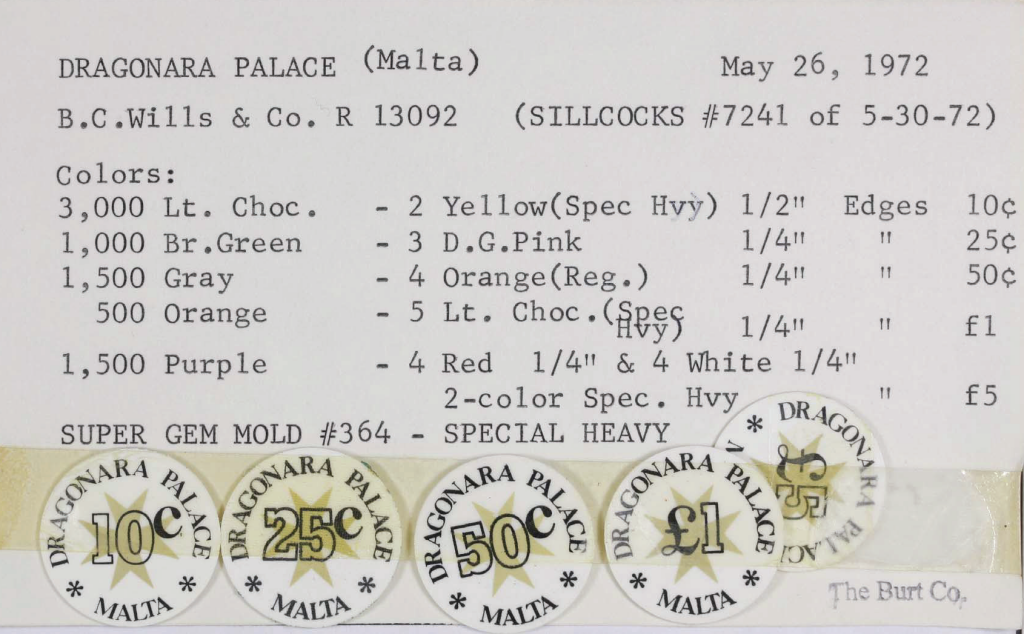 DRAGONARA PALACE (Malta) May 26, 1972
B.C.Wills & Co. R 13092 (SILLCOCKS #7241 of 5-30-72)
Colors:
3,000 Lt. Choc. - 2 Yellow(Spec Hvy) 1/2" Edges 10¢
1,000 Br.Green - 3 D.G.Pink 1/4" " 25¢
1,500 Gray - 4 Orange(Reg.) 1/4" " 50¢
500 Orange - 5 Lt. Choc.(Spec
Hvy) 1/4" " f1
1,500 Purple - 4 Red 1/4" & 4 White 1/4"
2-color Spec. Hvy " f5
SUPER GEM MOLD #364 - SPECIAL HEAVY
DRAGONARA PALACE
10c
* MALTA *
DRAGONARA PALACE
25c
* MALTA *
DRAGONARA PALACE
50c
* MALTA *
DRAGONARA PALACE
£1
* MALTA *
* DRAGONARA PALAC
£5
The Burt Co.